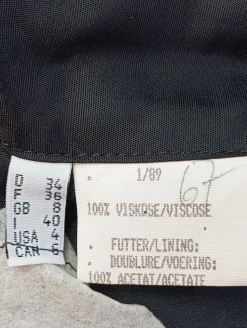 D 34
F 36
GB 8
I 40
USA 4
CAN 6
1/89
67
100% VISKOSE/VISCOSE
. FUTTER/LINING:
. DOUBLURE/VOERING:
100% ACETAT/ACETATE